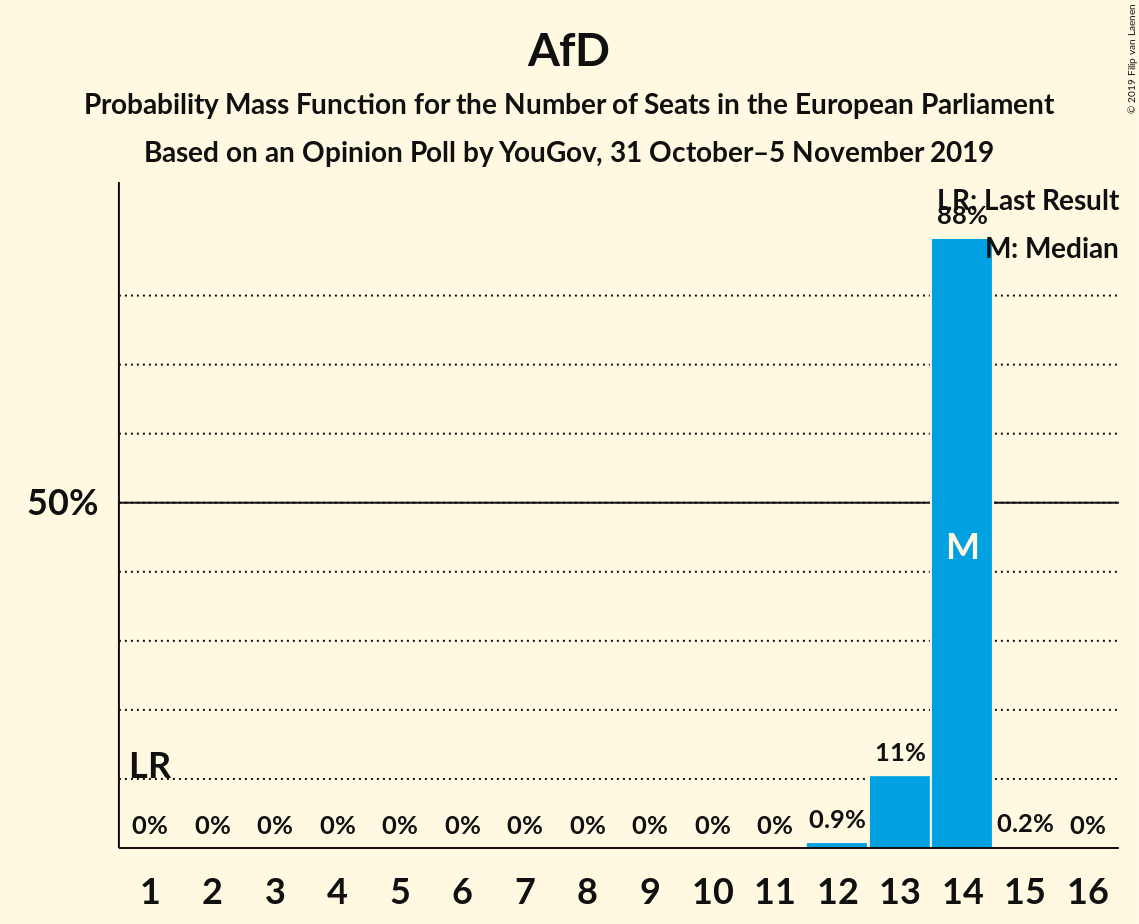 AfD
Probability Mass Function for the Number of Seats in the European Parliament
Based on an Opinion Poll by YouGov, 31 October–5 November 2019
© 2019 Filip van Laenen
LR: Last Result
88%
M: Median
50%
M
11%
LR
0% 0% 0% 0% 0% 0% 0% 0% 0% 0% 0% 0.9% 0.2% 0%
1 2 3 4 5 6 7 8 9 10 11 12 13 14 15 16